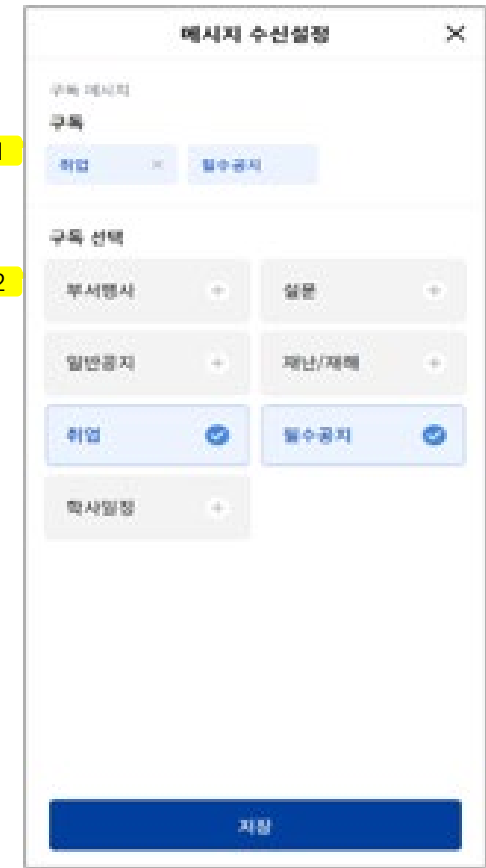 메시지 수신설정
구독 메시지
구독
1
취업 × 필수공지
구독 선택
2
부서행사 + 설문 +
일반공지 + 재난/재해 +
취업 필수공지
학사일정 +
저장